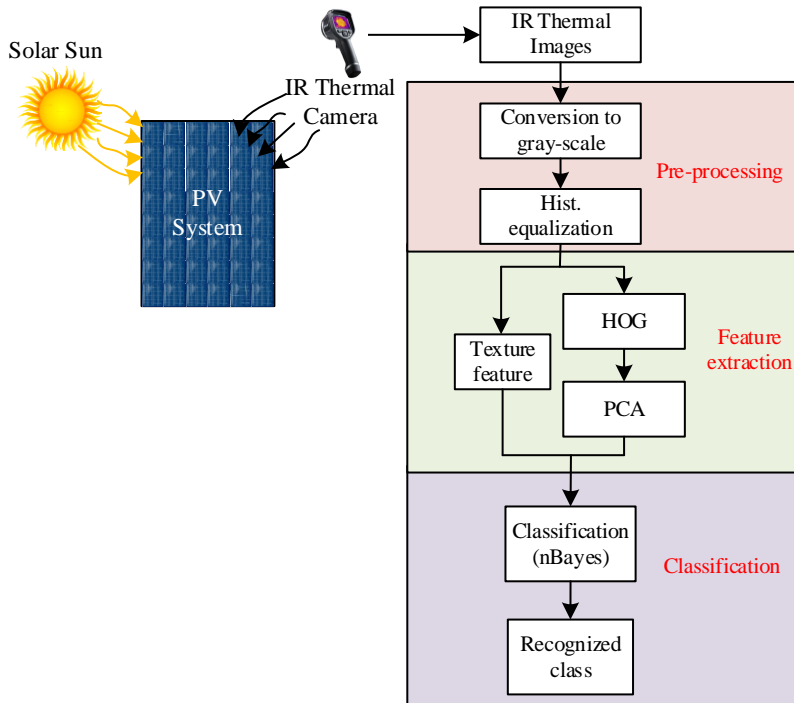 Solar Sun
IR Thermal
Camera
PV
System
IR Thermal
Images
Conversion to
gray-scale
Hist.
equalization
Pre-processing
Texture
feature
HOG
PCA
Feature
extraction
Classification
(nBayes)
Recognized
class
Classification